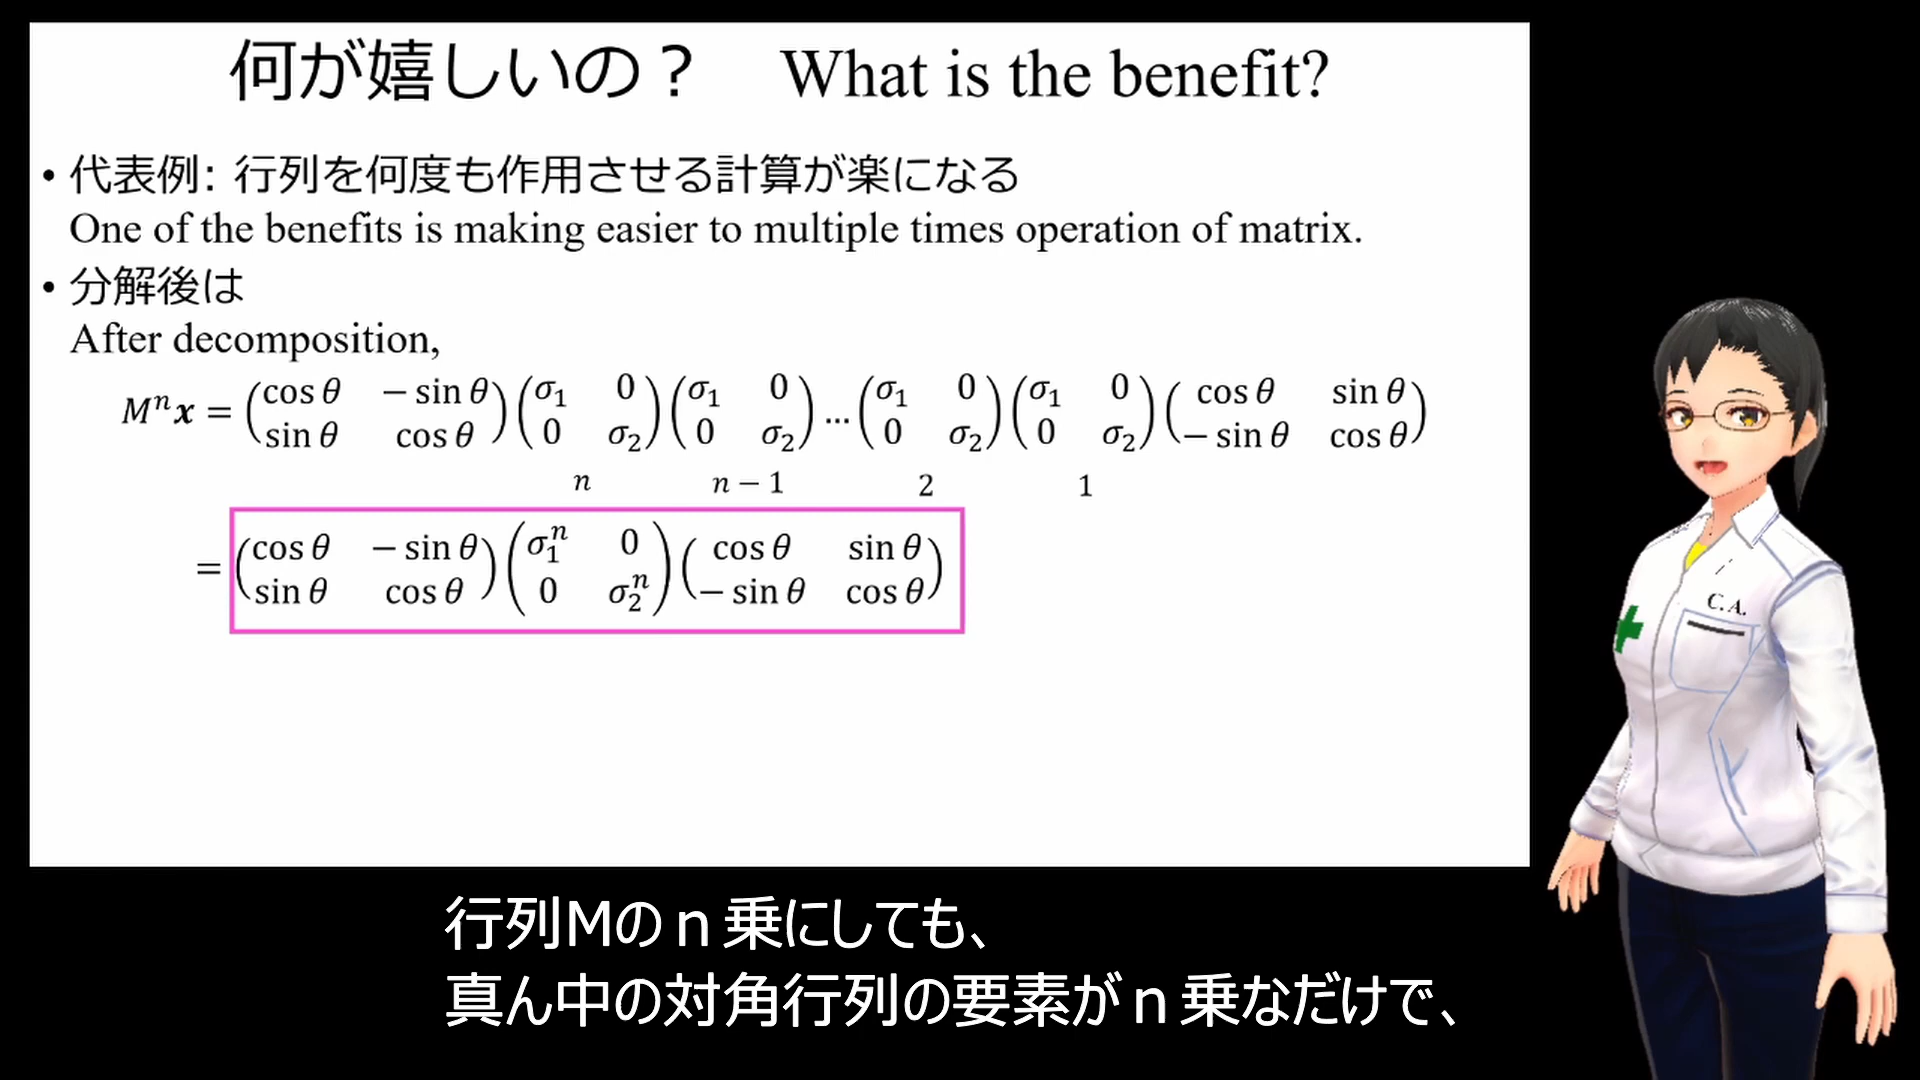 何が嬉しいの？ What is the benefit?
• 代表例: 行列を何度も作用させる計算が楽になる
One of the benefits is making easier to multiple times operation of matrix.
• 分解後は
After decomposition,
Mⁿx = (cos θ −sin θ; sin θ cos θ)(σ₁ 0; 0 σ₂)(σ₁ 0; 0 σ₂)…(σ₁ 0; 0 σ₂)(σ₁ 0; 0 σ₂)(cos θ sin θ; −sin θ cos θ)
n n − 1 2 1
= (cos θ −sin θ; sin θ cos θ)(σ₁ⁿ 0; 0 σ₂ⁿ)(cos θ sin θ; −sin θ cos θ)
C.A.
行列Mのｎ乗にしても、
真ん中の対角行列の要素がｎ乗なだけで、